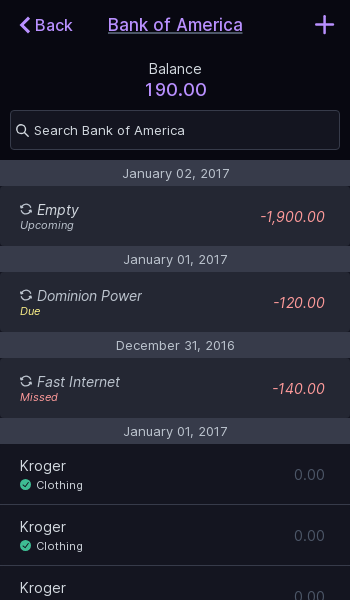 Back Bank of America
Balance
190.00
Search Bank of America
January 02, 2017
Empty -1,900.00
Upcoming
January 01, 2017
Dominion Power -120.00
Due
December 31, 2016
Fast Internet -140.00
Missed
January 01, 2017
Kroger 0.00
Clothing
Kroger 0.00
Clothing
Kroger 0.00